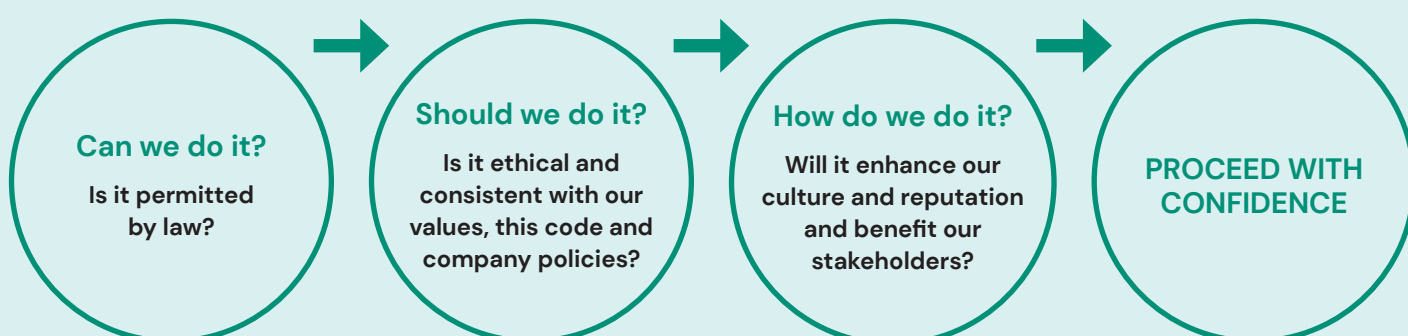 Can we do it?
Is it permitted
by law?
Should we do it?
Is it ethical and
consistent with our
values, this code and
company policies?
How do we do it?
Will it enhance our
culture and reputation
and benefit our
stakeholders?
PROCEED WITH
CONFIDENCE